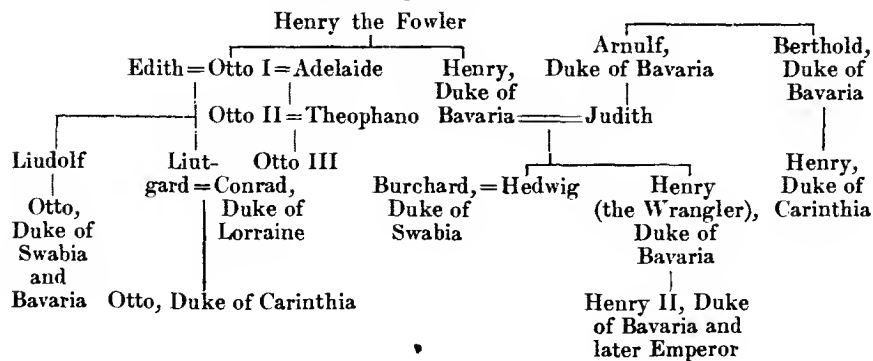 Henry the Fowler
Edith = Otto I = Adelaide
Henry,
Duke of
Bavaria == Judith
Arnulf,
Duke of Bavaria
Berthold,
Duke of
Bavaria
Otto II = Theophano
Liudolf
Liut-
gard = Conrad,
Duke of
Lorraine
Otto III
Burchard, = Hedwig
Duke of
Swabia
Henry
(the Wrangler),
Duke of
Bavaria
Henry,
Duke of
Carinthia
Otto,
Duke of
Swabia
and
Bavaria
Otto, Duke of Carinthia
Henry II, Duke
of Bavaria and
later Emperor